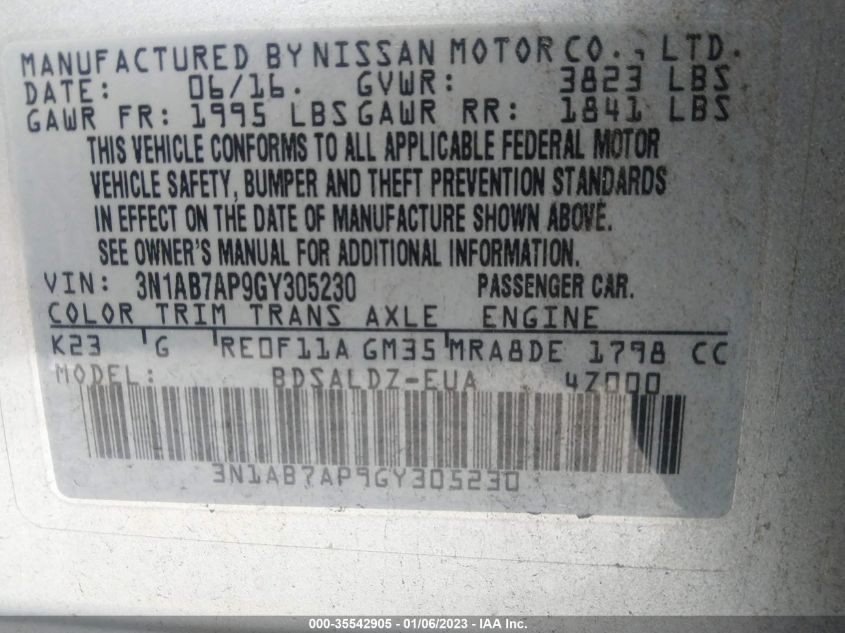 MANUFACTURED BY NISSAN MOTOR CO., LTD.
DATE: 06/16. GVWR: 3823 LBS
GAWR FR: 1995 LBS GAWR RR: 1841 LBS
THIS VEHICLE CONFORMS TO ALL APPLICABLE FEDERAL MOTOR
VEHICLE SAFETY, BUMPER AND THEFT PREVENTION STANDARDS
IN EFFECT ON THE DATE OF MANUFACTURE SHOWN ABOVE.
SEE OWNER'S MANUAL FOR ADDITIONAL INFORMATION.
VIN: 3N1AB7AP9GY305230 PASSENGER CAR.
COLOR TRIM TRANS AXLE ENGINE
K23 G RE0F11A GM35 MRA8DE 1798 CC
MODEL: BDSALDZ-EUA 4Z000
3N1AB7AP9GY305230
000-35542905 - 01/06/2023 - IAA Inc.